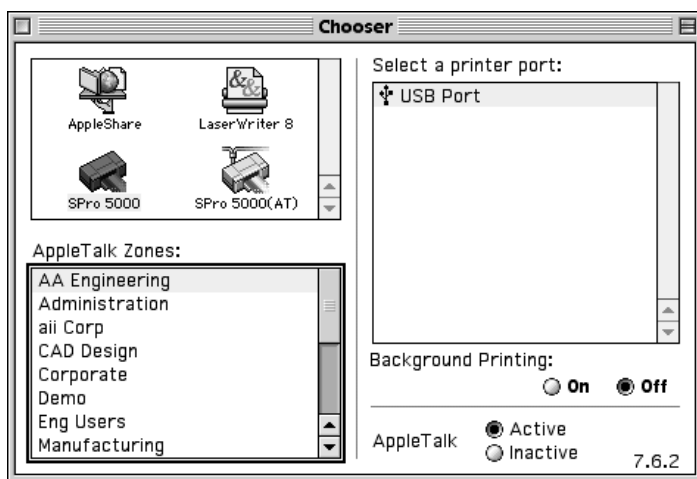 Chooser
AppleShare
LaserWriter 8
SPro 5000
SPro 5000(AT)
AppleTalk Zones:
AA Engineering
Administration
aii Corp
CAD Design
Corporate
Demo
Eng Users
Manufacturing
Select a printer port:
USB Port
Background Printing:
On Off
AppleTalk
Active
Inactive
7.6.2